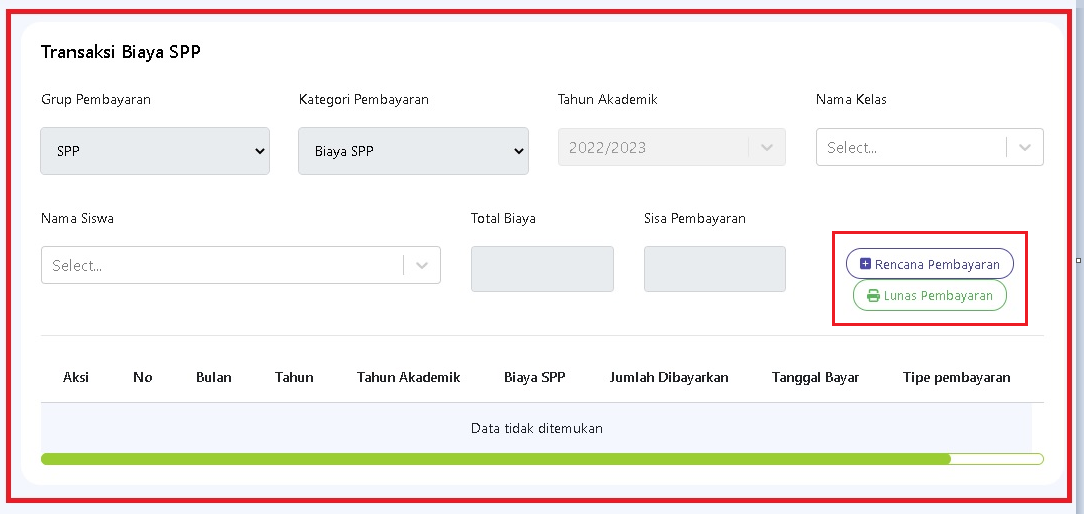 Transaksi Biaya SPP
Grup Pembayaran Kategori Pembayaran Tahun Akademik Nama Kelas
SPP Biaya SPP 2022/2023 Select...
Nama Siswa Total Biaya Sisa Pembayaran
Select... Rencana Pembayaran
Lunas Pembayaran
Aksi No Bulan Tahun Tahun Akademik Biaya SPP Jumlah Dibayarkan Tanggal Bayar Tipe pembayaran
Data tidak ditemukan